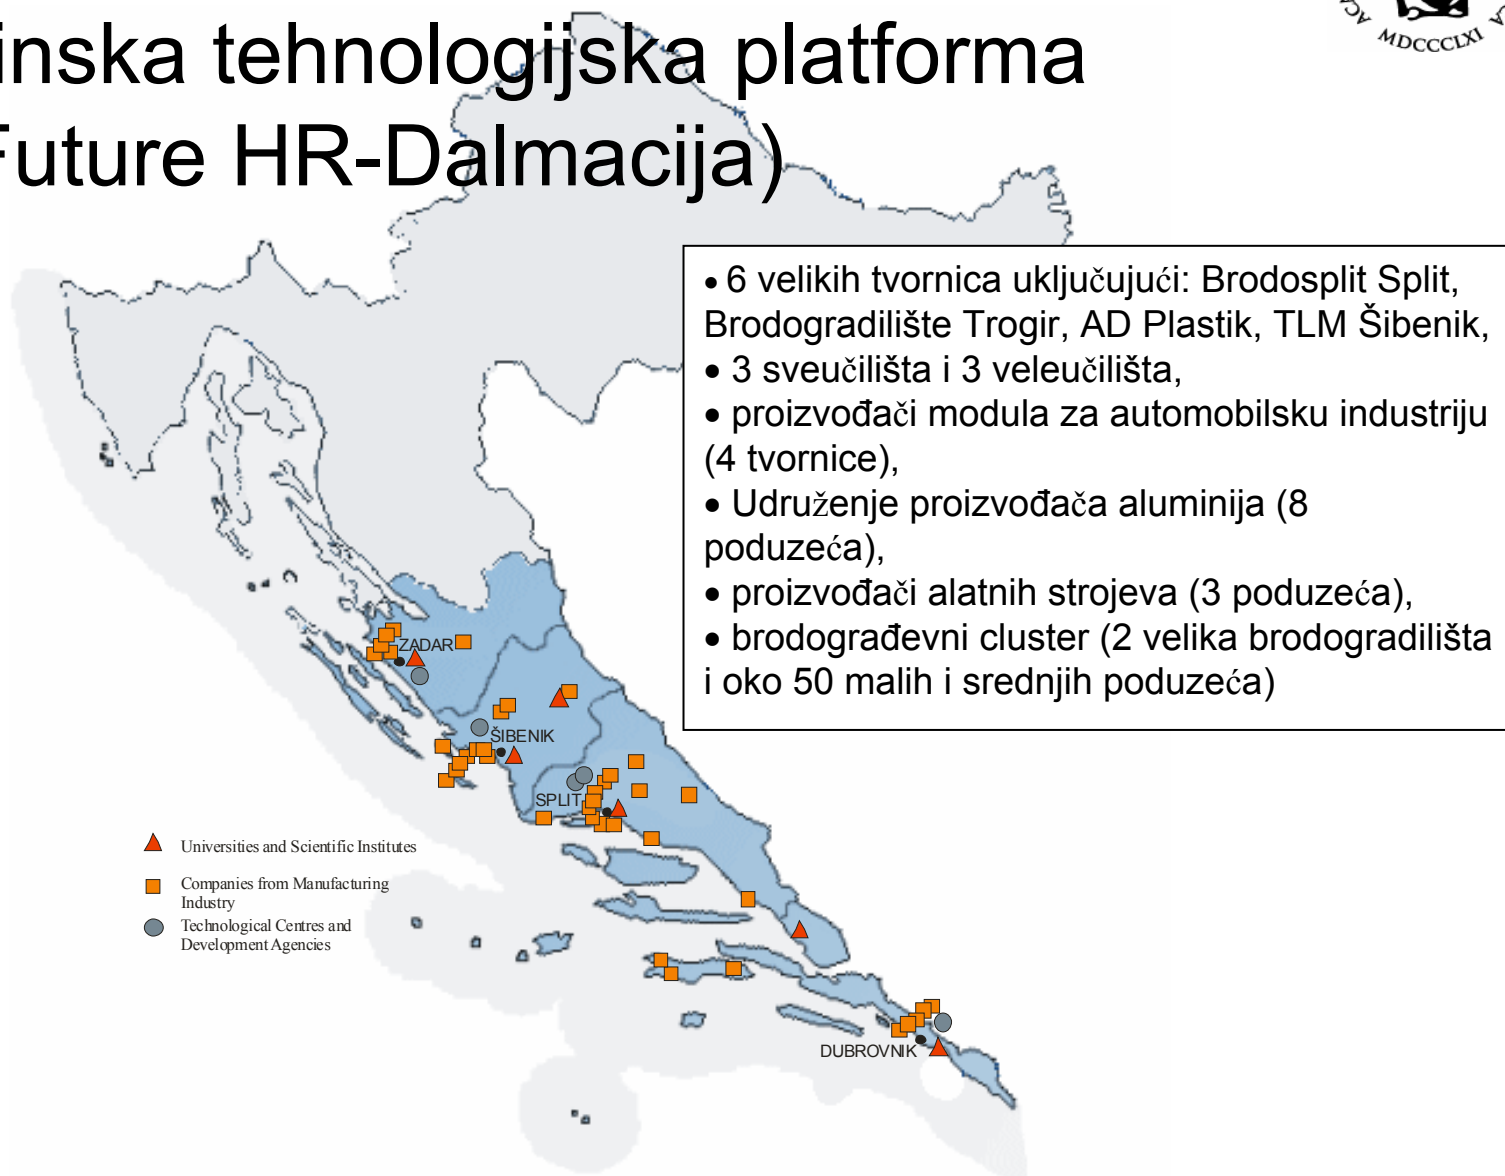 inska tehnologijska platforma
Future HR-Dalmacija)
MDCCCLXI
• 6 velikih tvornica uključujući: Brodosplit Split,
Brodogradilište Trogir, AD Plastik, TLM Šibenik,
• 3 sveučilišta i 3 veleučilišta,
• proizvođači modula za automobilsku industriju
(4 tvornice),
• Udruženje proizvođača aluminija (8
poduzeća),
• proizvođači alatnih strojeva (3 poduzeća),
• brodograđevni cluster (2 velika brodogradilišta
i oko 50 malih i srednjih poduzeća)
ZADAR
ŠIBENIK
SPLIT
Universities and Scientific Institutes
Companies from Manufacturing
Industry
Technological Centres and
Development Agencies
DUBROVNIK